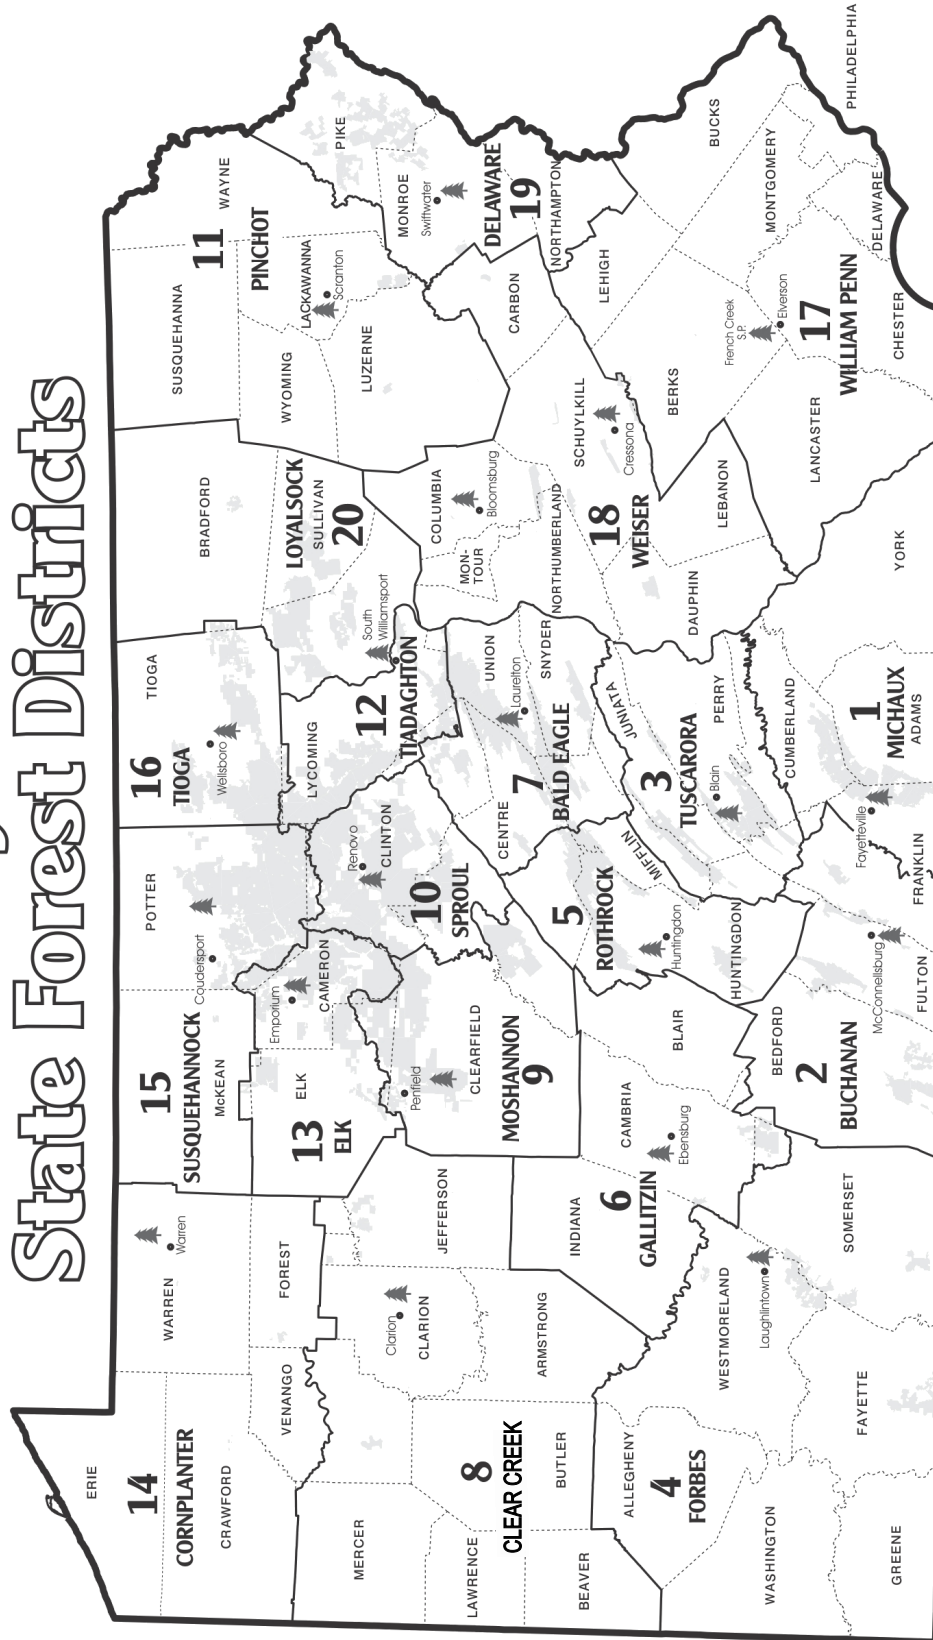 State Forest Districts
ERIE
14
CORNPLANTER
CRAWFORD
WARREN
Warren
FOREST
VENANGO
MERCER
LAWRENCE
8
CLEAR CREEK
BUTLER
BEAVER
Clarion
CLARION
JEFFERSON
ARMSTRONG
15
SUSQUEHANNOCK
McKEAN
POTTER
Coudersport
13
ELK
ELK
Emporium
CAMERON
Penfield
CLEARFIELD
MOSHANNON
9
10
SPROUL
Renovo
CLINTON
CENTRE
16
TIOGA
TIOGA
Wellsboro
LYCOMING
12
TIADAGHTON
South
Williamsport
BRADFORD
LOYALSOCK
SULLIVAN
20
SUSQUEHANNA
WAYNE
11
PINCHOT
WYOMING
LACKAWANNA
Scranton
LUZERNE
PIKE
MONROE
Swiftwater
DELAWARE
19
NORTHAMPTON
CARBON
LEHIGH
COLUMBIA
Bloomsburg
MON-
TOUR
NORTHUMBERLAND
SCHUYLKILL
Cressona
18
WEISER
DAUPHIN
LEBANON
UNION
Laurelton
SNYDER
7
BALD EAGLE
JUNIATA
MIFFLIN
3
TUSCARORA
PERRY
Blain
5
ROTHROCK
Huntingdon
HUNTINGDON
INDIANA
6
GALLITZIN
CAMBRIA
Ebensburg
BLAIR
ALLEGHENY
4
FORBES
WESTMORELAND
Laughlintown
WASHINGTON
GREENE
FAYETTE
SOMERSET
BEDFORD
2
BUCHANAN
McConnellsburg
FULTON
FRANKLIN
Fayetteville
CUMBERLAND
1
MICHAUX
ADAMS
YORK
LANCASTER
BERKS
French Creek
S.P.
Elverson
17
WILLIAM PENN
CHESTER
DELAWARE
MONTGOMERY
BUCKS
PHILADELPHIA